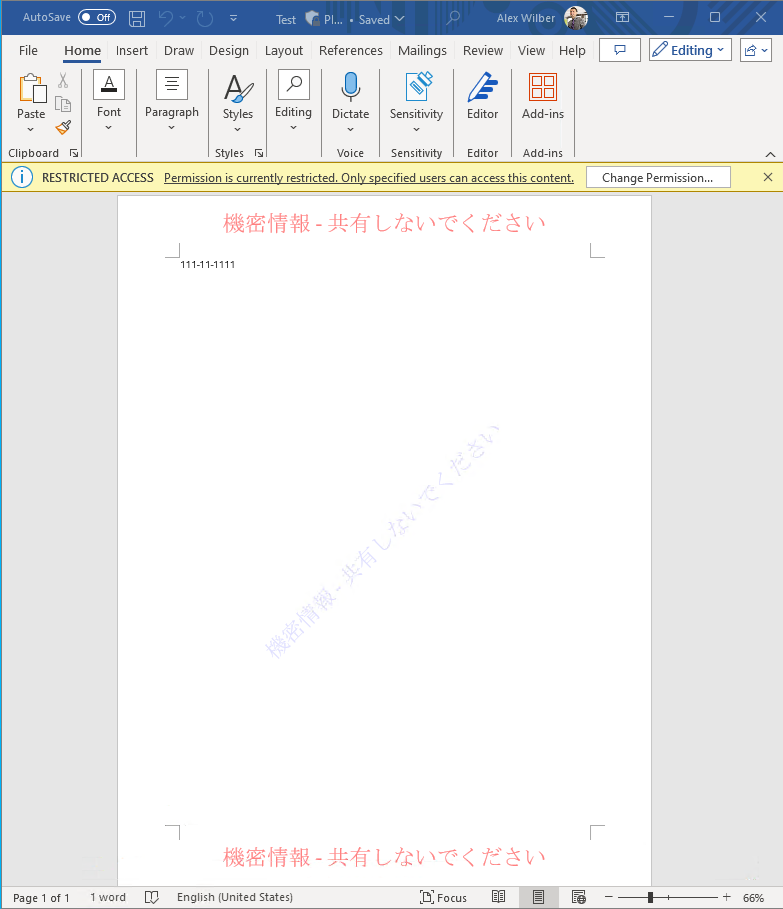 AutoSave Off Test Pl... • Saved Alex Wilber
File Home Insert Draw Design Layout References Mailings Review View Help Editing
Paste Font Paragraph Styles Editing Dictate Sensitivity Editor Add-ins
Clipboard Styles Voice Sensitivity Editor Add-ins
RESTRICTED ACCESS Permission is currently restricted. Only specified users can access this content. Change Permission...
機密情報 - 共有しないでください
111-11-1111
機密情報 - 共有しないでください
機密情報 - 共有しないでください
Page 1 of 1 1 word English (United States) Focus 66%